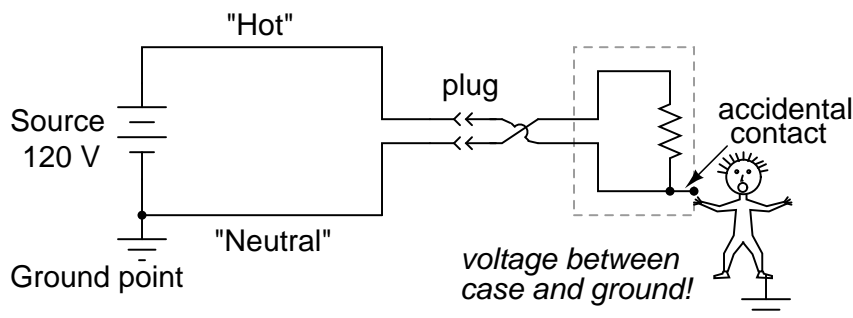 "Hot"
plug
Source
120 V
accidental
contact
"Neutral"
Ground point
voltage between
case and ground!